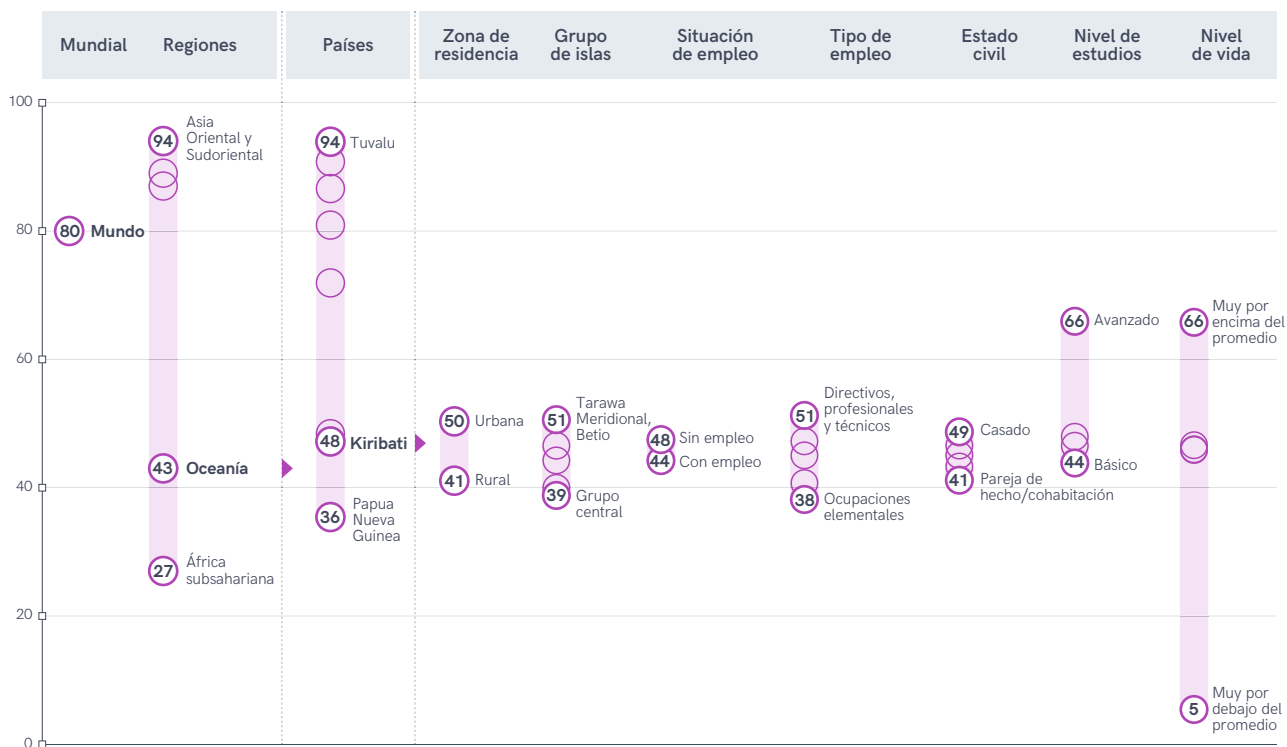 Mundial
Regiones
Países
Zona de
residencia
Grupo
de islas
Situación
de empleo
Tipo de
empleo
Estado
civil
Nivel de
estudios
Nivel
de vida
100
80
60
40
20
0
80 Mundo
94
Asia
Oriental y
Sudoriental
43 Oceanía
27
África
subsahariana
94 Tuvalu
48 Kiribati
36
Papua
Nueva
Guinea
50 Urbana
41 Rural
51
Tarawa
Meridional,
Betio
39
Grupo
central
48 Sin empleo
44 Con empleo
51
Directivos,
profesionales
y técnicos
38
Ocupaciones
elementales
49 Casado
41
Pareja de
hecho/cohabitación
66 Avanzado
44 Básico
66
Muy por
encima del
promedio
5
Muy por
debajo del
promedio